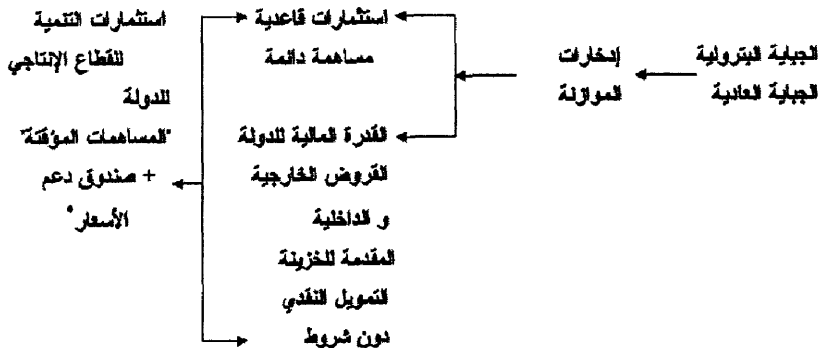 الجباية البترولية
الجباية العادية
إدخارات
الموازنة
استثمارات قاعدية
مساهمة دائمة
القدرة المالية للدولة
القروض الخارجية
و الداخلية
المقدمة للخزينة
التمويل النقدي
دون شروط
استثمارات التنمية
للقطاع الإنتاجي
للدولة
"المساهمات المؤقتة"
+ صندوق دعم
الأسعار"